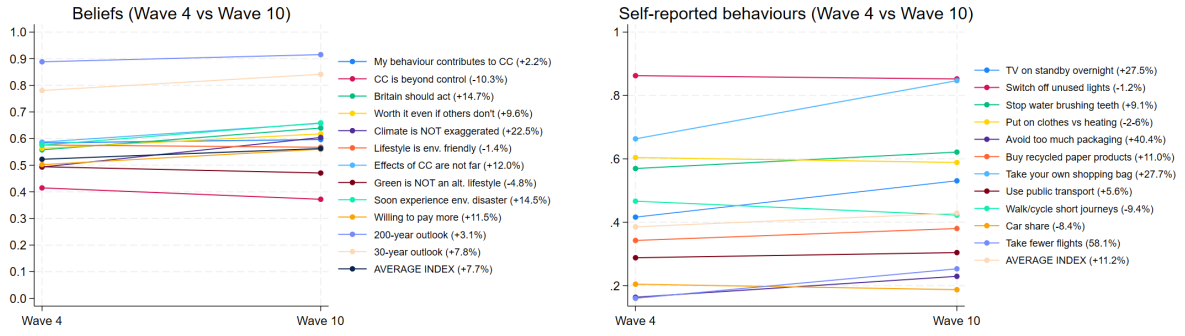 Beliefs (Wave 4 vs Wave 10)
1.0
0.9
0.8
0.7
0.6
0.5
0.4
0.3
0.2
0.1
0.0
Wave 4
Wave 10
My behaviour contributes to CC (+2.2%)
CC is beyond control (-10.3%)
Britain should act (+14.7%)
Worth it even if others don't (+9.6%)
Climate is NOT exaggerated (+22.5%)
Lifestyle is env. friendly (-1.4%)
Effects of CC are not far (+12.0%)
Green is NOT an alt. lifestyle (-4.8%)
Soon experience env. disaster (+14.5%)
Willing to pay more (+11.5%)
200-year outlook (+3.1%)
30-year outlook (+7.8%)
AVERAGE INDEX (+7.7%)
Self-reported behaviours (Wave 4 vs Wave 10)
1
.8
.6
.4
.2
Wave 4
Wave 10
TV on standby overnight (+27.5%)
Switch off unused lights (-1.2%)
Stop water brushing teeth (+9.1%)
Put on clothes vs heating (-2-6%)
Avoid too much packaging (+40.4%)
Buy recycled paper products (+11.0%)
Take your own shopping bag (+27.7%)
Use public transport (+5.6%)
Walk/cycle short journeys (-9.4%)
Car share (-8.4%)
Take fewer flights (58.1%)
AVERAGE INDEX (+11.2%)